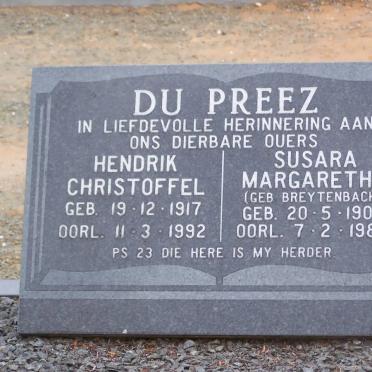 DU PREEZ
IN LIEFDEVOLLE HERINNERING AAN
ONS DIERBARE OUERS
HENDRIK
CHRISTOFFEL
GEB. 19·12·1917
OORL. 11·3·1992
SUSARA
MARGARETH
(GEB BREYTENBACH
GEB. 20·5·190
OORL. 7·2·198
PS 23 DIE HERE IS MY HERDER